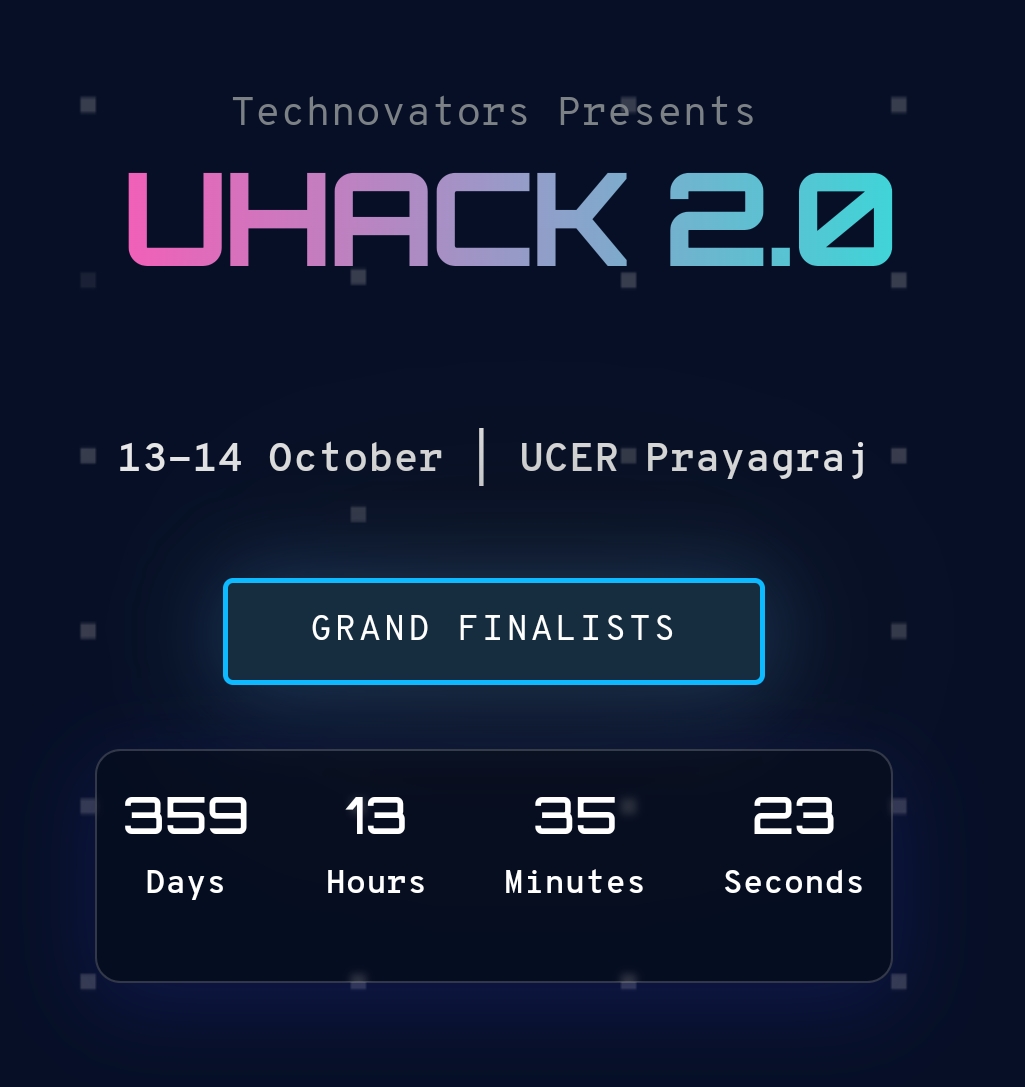 Technovators Presents
UHACK 2.0
13-14 October | UCER Prayagraj
GRAND FINALISTS
359 13 35 23
Days Hours Minutes Seconds